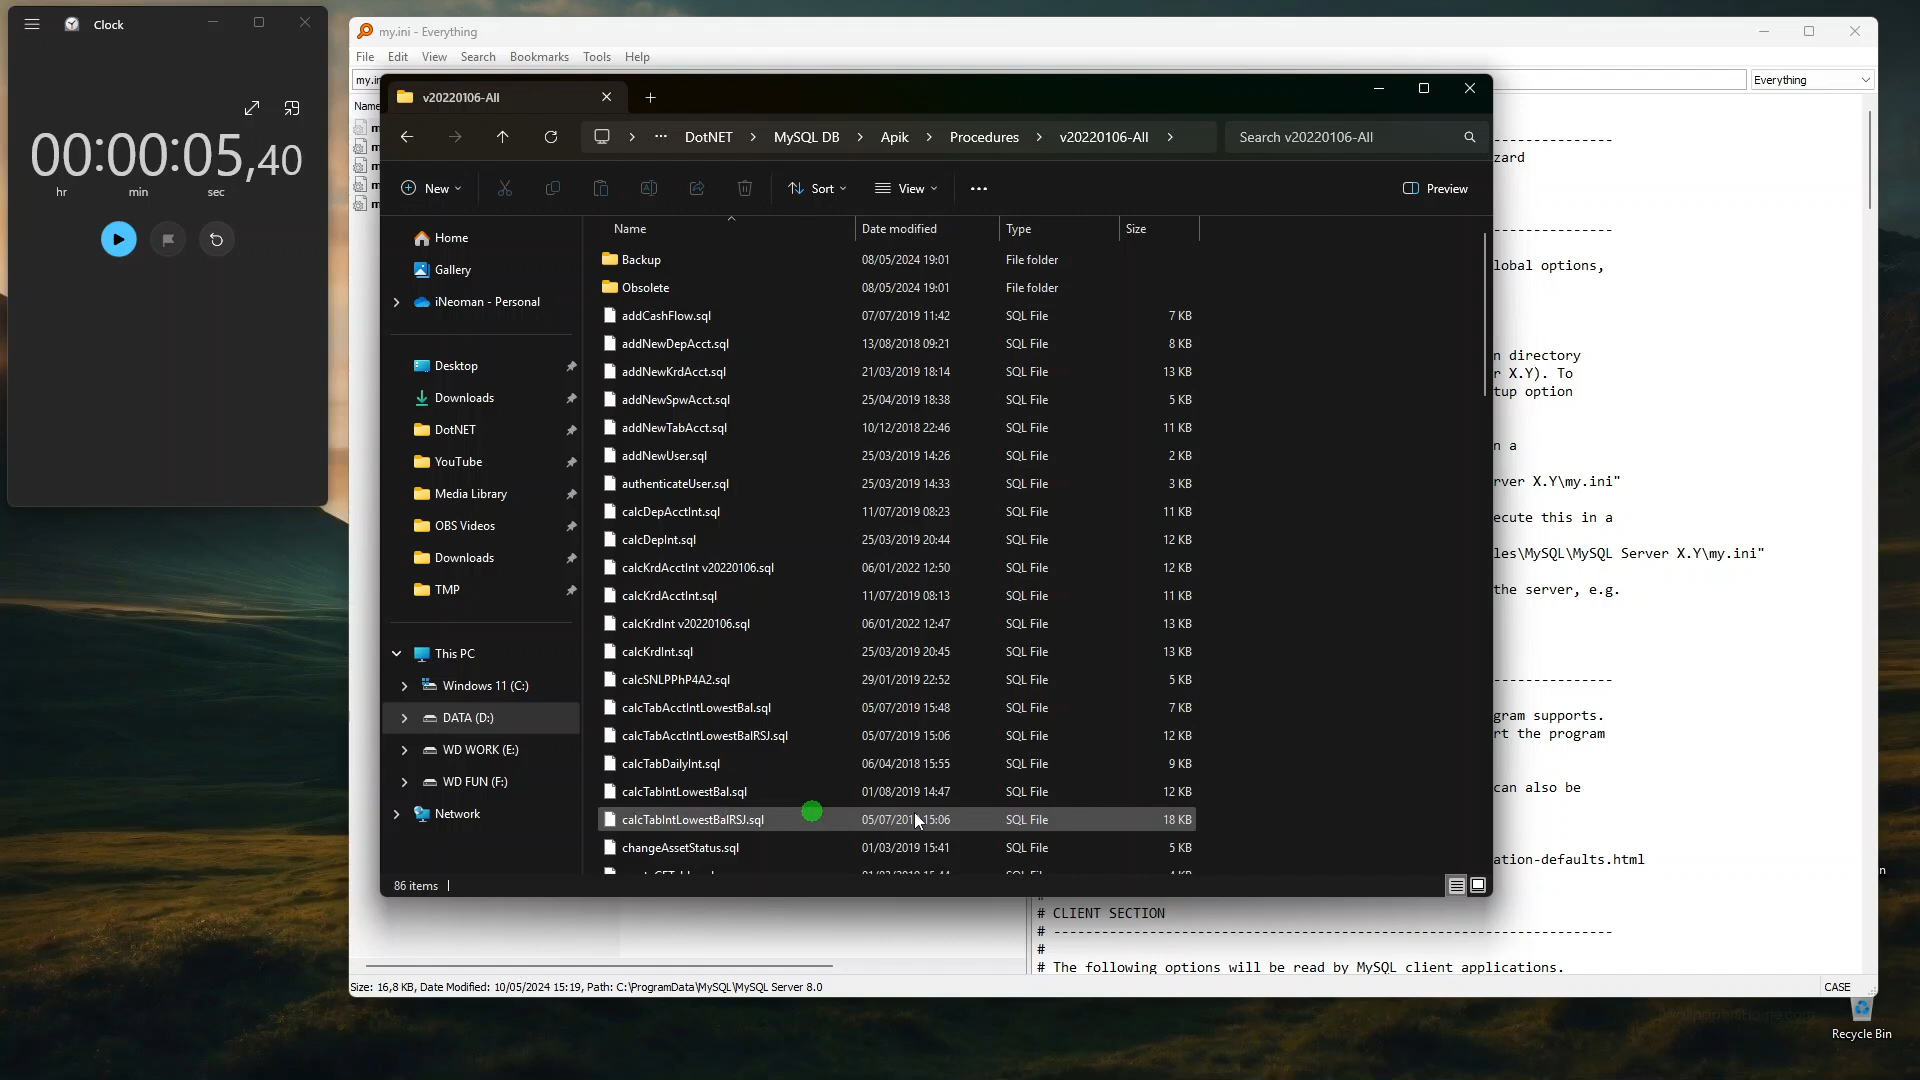 Clock
00:00:05,40
hr min sec
my.ini - Everything
File Edit View Search Bookmarks Tools Help
Everything
Name
v20220106-All
DotNET MySQL DB Apik Procedures v20220106-All
Search v20220106-All
New Sort View Preview
Home
Gallery
iNeoman - Personal
Desktop
Downloads
DotNET
YouTube
Media Library
OBS Videos
Downloads
TMP
This PC
Windows 11 (C:)
DATA (D:)
WD WORK (E:)
WD FUN (F:)
Network
Name Date modified Type Size
Backup 08/05/2024 19:01 File folder
Obsolete 08/05/2024 19:01 File folder
addCashFlow.sql 07/07/2019 11:42 SQL File 7 KB
addNewDepAcct.sql 13/08/2018 09:21 SQL File 8 KB
addNewKrdAcct.sql 21/03/2019 18:14 SQL File 13 KB
addNewSpwAcct.sql 25/04/2019 18:38 SQL File 5 KB
addNewTabAcct.sql 10/12/2018 22:46 SQL File 11 KB
addNewUser.sql 25/03/2019 14:26 SQL File 2 KB
authenticateUser.sql 25/03/2019 14:33 SQL File 3 KB
calcDepAcctInt.sql 11/07/2019 08:23 SQL File 11 KB
calcDepInt.sql 25/03/2019 20:44 SQL File 12 KB
calcKrdAcctInt v20220106.sql 06/01/2022 12:50 SQL File 12 KB
calcKrdAcctInt.sql 11/07/2019 08:13 SQL File 11 KB
calcKrdInt v20220106.sql 06/01/2022 12:47 SQL File 13 KB
calcKrdInt.sql 25/03/2019 20:45 SQL File 13 KB
calcSNLPPhP4A2.sql 29/01/2019 22:52 SQL File 5 KB
calcTabAcctIntLowestBal.sql 05/07/2019 15:48 SQL File 7 KB
calcTabAcctIntLowestBalRSJ.sql 05/07/2019 15:06 SQL File 12 KB
calcTabDailyInt.sql 06/04/2018 15:55 SQL File 9 KB
calcTabIntLowestBal.sql 01/08/2019 14:47 SQL File 12 KB
calcTabIntLowestBalRSJ.sql 05/07/2019 15:06 SQL File 18 KB
changeAssetStatus.sql 01/03/2019 15:41 SQL File 5 KB
86 items
zard
lobal options,
n directory
r X.Y). To
tup option
n a
rver X.Y\my.ini"
ecute this in a
les\MySQL\MySQL Server X.Y\my.ini"
the server, e.g.
gram supports.
rt the program
can also be
ation-defaults.html
# CLIENT SECTION
# ----------------------------------------------------------------------
#
# The following options will be read by MySQL client applications.
Size: 16,8 KB, Date Modified: 10/05/2024 15:19, Path: C:\ProgramData\MySQL\MySQL Server 8.0
CASE
Recycle Bin